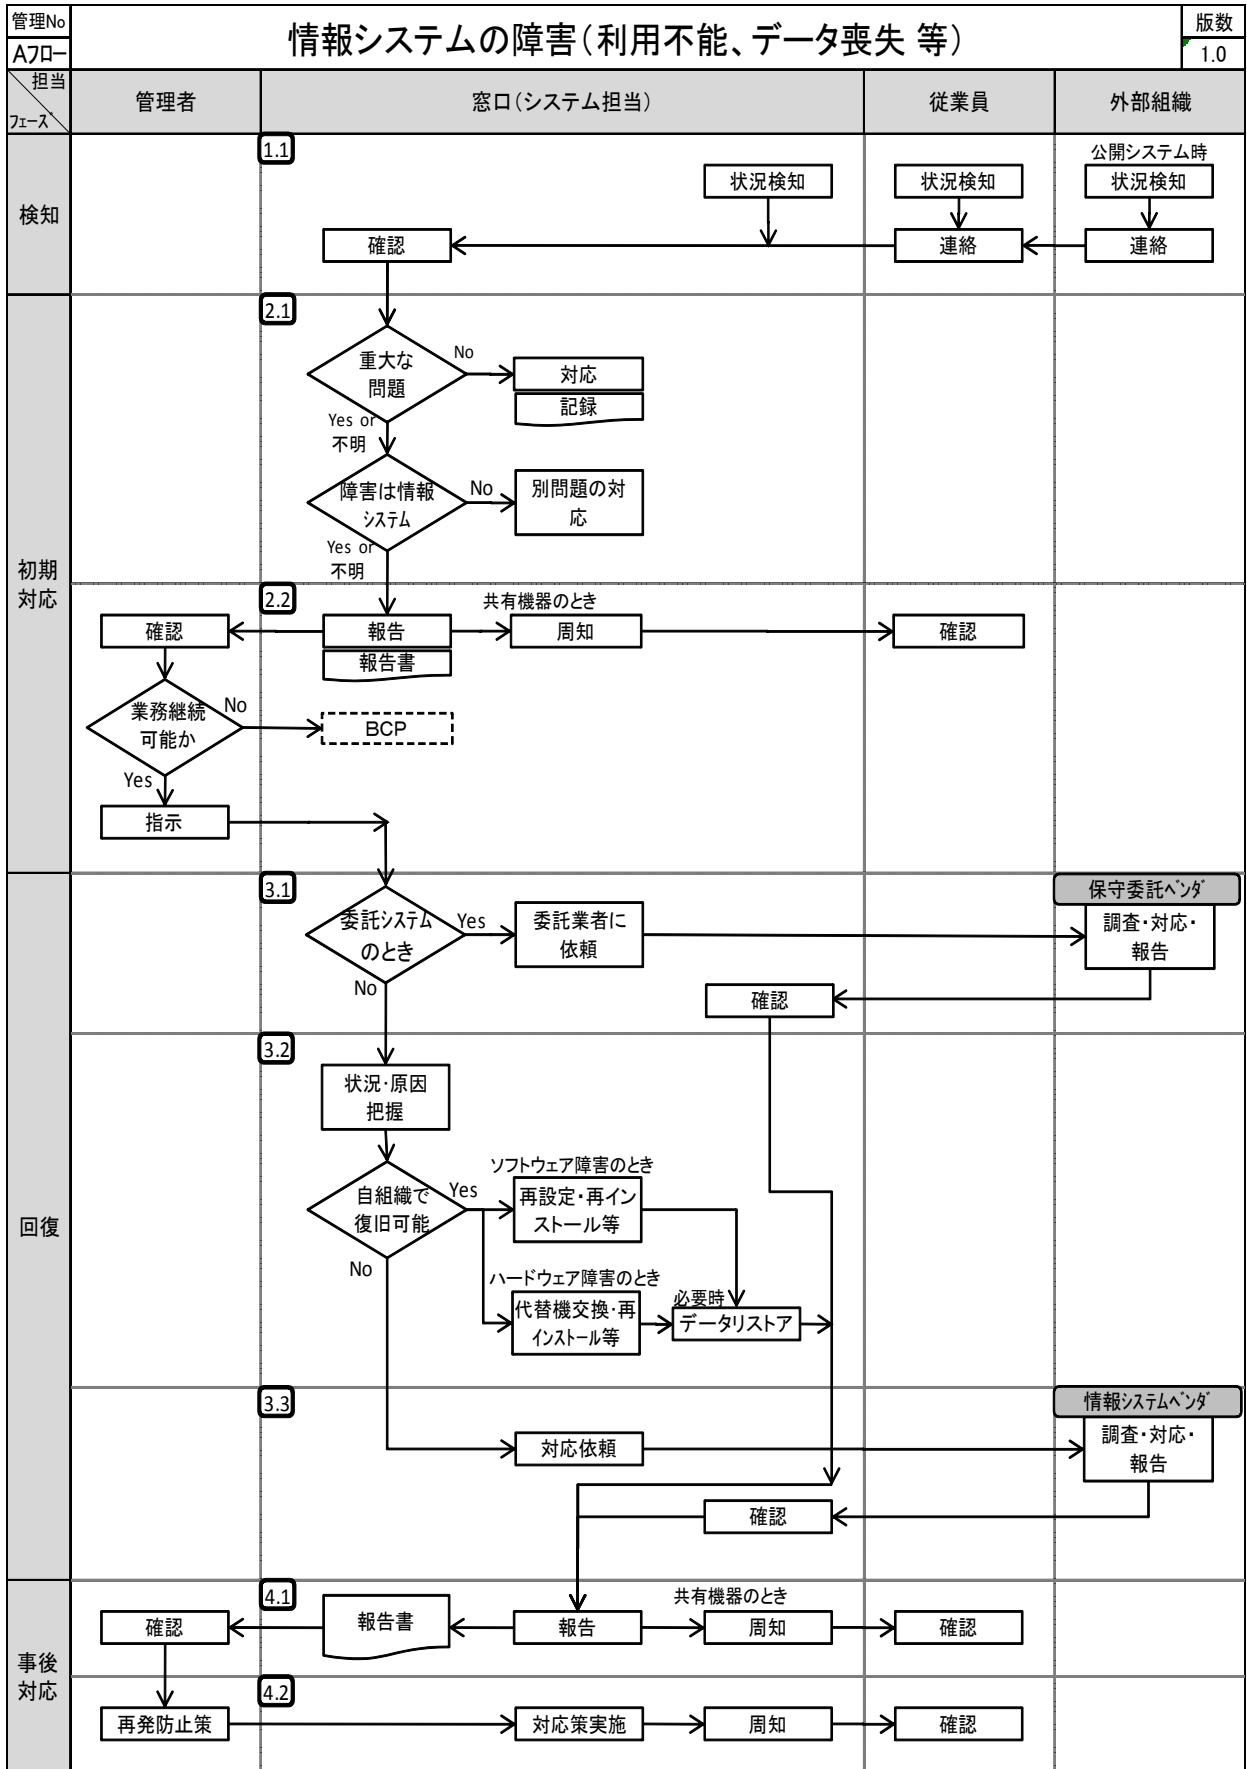 管理No
Aフロー
情報システムの障害（利用不能、データ喪失 等）
版数
1.0
担当
フェーズ
管理者
窓口（システム担当）
従業員
外部組織
検知
1.1
公開システム時
状況検知
状況検知
状況検知
確認
連絡
連絡
初期
対応
2.1
重大な
問題
No
対応
記録
Yes or
不明
障害は情報
システム
No
別問題の対
応
Yes or
不明
2.2
共有機器のとき
確認
報告
周知
確認
報告書
業務継続
可能か
No
BCP
Yes
指示
回復
3.1
保守委託ベンダ
委託システム
のとき
Yes
委託業者に
依頼
調査・対応・
報告
No
確認
3.2
状況・原因
把握
ソフトウェア障害のとき
自組織で
復旧可能
Yes
再設定・再イン
ストール等
No
ハードウェア障害のとき
代替機交換・再
インストール等
必要時
データリストア
3.3
情報システムベンダ
対応依頼
調査・対応・
報告
確認
事後
対応
4.1
共有機器のとき
確認
報告書
報告
周知
確認
4.2
再発防止策
対応策実施
周知
確認